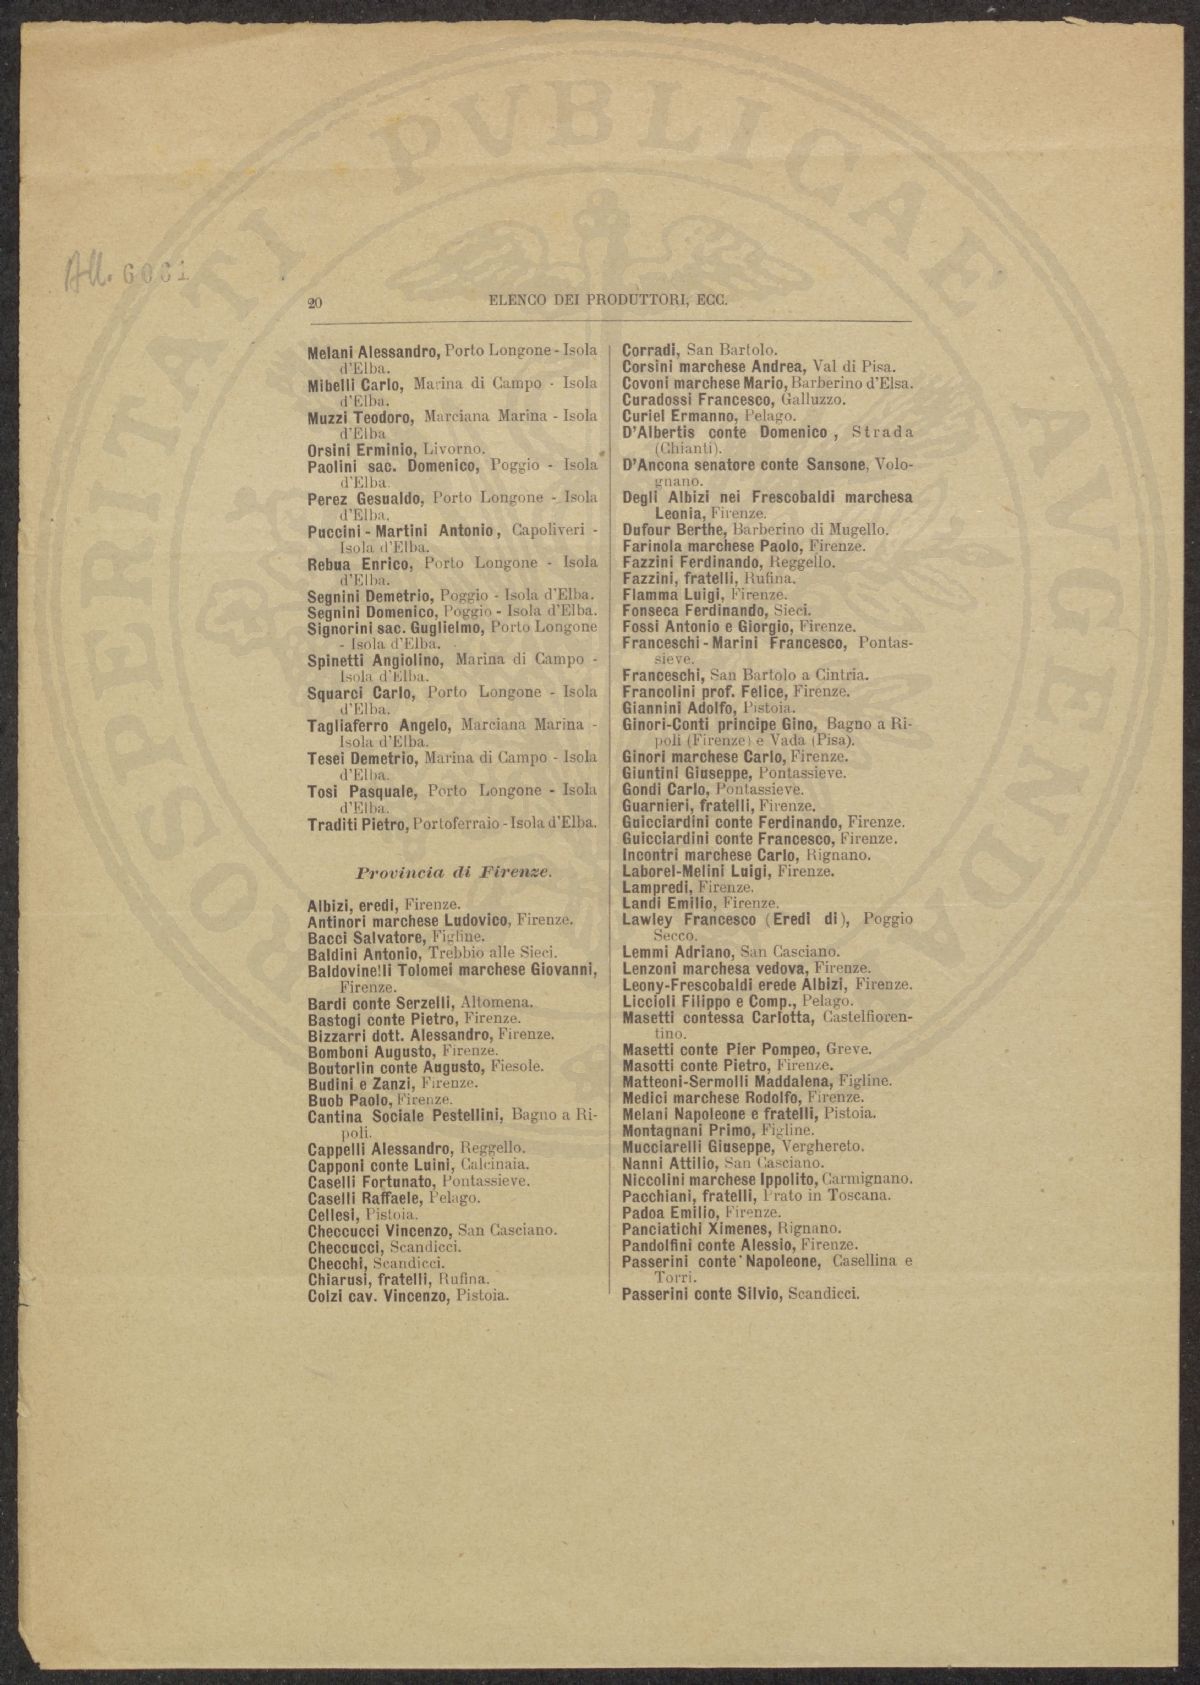 PROSPERITATI PUBLICAE AUGENDAE
All. 6061
20
ELENCO DEI PRODUTTORI, ECC.
Melani Alessandro, Porto Longone - Isola
d'Elba.
Mibelli Carlo, Marina di Campo - Isola
d'Elba.
Muzzi Teodoro, Marciana Marina - Isola
d'Elba
Orsini Erminio, Livorno.
Paolini sac. Domenico, Poggio - Isola
d'Elba.
Perez Gesualdo, Porto Longone - Isola
d'Elba.
Puccini - Martini Antonio, Capoliveri -
Isola d'Elba.
Rebua Enrico, Porto Longone - Isola
d'Elba.
Segnini Demetrio, Poggio - Isola d'Elba.
Segnini Domenico, Poggio - Isola d'Elba.
Signorini sac. Guglielmo, Porto Longone
- Isola d'Elba.
Spinetti Angiolino, Marina di Campo -
Isola d'Elba.
Squarci Carlo, Porto Longone - Isola
d'Elba.
Tagliaferro Angelo, Marciana Marina -
Isola d'Elba.
Tesei Demetrio, Marina di Campo - Isola
d'Elba.
Tosi Pasquale, Porto Longone - Isola
d'Elba.
Traditi Pietro, Portoferraio - Isola d'Elba.
Provincia di Firenze.
Albizi, eredi, Firenze.
Antinori marchese Ludovico, Firenze.
Bacci Salvatore, Figline.
Baldini Antonio, Trebbio alle Sieci.
Baldovinelli Tolomei marchese Giovanni,
Firenze.
Bardi conte Serzelli, Altomena.
Bastogi conte Pietro, Firenze.
Bizzarri dott. Alessandro, Firenze.
Bomboni Augusto, Firenze.
Boutorlin conte Augusto, Fiesole.
Budini e Zanzi, Firenze.
Buob Paolo, Firenze.
Cantina Sociale Pestellini, Bagno a Ri-
poli.
Cappelli Alessandro, Reggello.
Capponi conte Luini, Calcinaia.
Caselli Fortunato, Pontassieve.
Caselli Raffaele, Pelago.
Cellesi, Pistoia.
Checcucci Vincenzo, San Casciano.
Checcucci, Scandicci.
Checchi, Scandicci.
Chiarusi, fratelli, Rufina.
Colzi cav. Vincenzo, Pistoia.
Corradi, San Bartolo.
Corsini marchese Andrea, Val di Pisa.
Covoni marchese Mario, Barberino d'Elsa.
Curadossi Francesco, Galluzzo.
Curiel Ermanno, Pelago.
D'Albertis conte Domenico, Strada
(Chianti).
D'Ancona senatore conte Sansone, Volo-
gnano.
Degli Albizi nei Frescobaldi marchesa
Leonia, Firenze.
Dufour Berthe, Barberino di Mugello.
Farinola marchese Paolo, Firenze.
Fazzini Ferdinando, Reggello.
Fazzini, fratelli, Rufina.
Flamma Luigi, Firenze.
Fonseca Ferdinando, Sieci.
Fossi Antonio e Giorgio, Firenze.
Franceschi - Marini Francesco, Pontas-
sieve.
Franceschi, San Bartolo a Cintria.
Francolini prof. Felice, Firenze.
Giannini Adolfo, Pistoia.
Ginori-Conti principe Gino, Bagno a Ri-
poli (Firenze) e Vada (Pisa).
Ginori marchese Carlo, Firenze.
Giuntini Giuseppe, Pontassieve.
Gondi Carlo, Pontassieve.
Guarnieri, fratelli, Firenze.
Guicciardini conte Ferdinando, Firenze.
Guicciardini conte Francesco, Firenze.
Incontri marchese Carlo, Rignano.
Laborel-Melini Luigi, Firenze.
Lampredi, Firenze.
Landi Emilio, Firenze.
Lawley Francesco (Eredi di), Poggio
Secco.
Lemmi Adriano, San Casciano.
Lenzoni marchesa vedova, Firenze.
Leony-Frescobaldi erede Albizi, Firenze.
Liccioli Filippo e Comp., Pelago.
Masetti contessa Carlotta, Castelfioren-
tino.
Masetti conte Pier Pompeo, Greve.
Masotti conte Pietro, Firenze.
Matteoni-Sermolli Maddalena, Figline.
Medici marchese Rodolfo, Firenze.
Melani Napoleone e fratelli, Pistoia.
Montagnani Primo, Figline.
Mucciarelli Giuseppe, Verghereto.
Nanni Attilio, San Casciano.
Niccolini marchese Ippolito, Carmignano.
Pacchiani, fratelli, Prato in Toscana.
Padoa Emilio, Firenze.
Panciatichi Ximenes, Rignano.
Pandolfini conte Alessio, Firenze.
Passerini conte Napoleone, Casellina e
Torri.
Passerini conte Silvio, Scandicci.